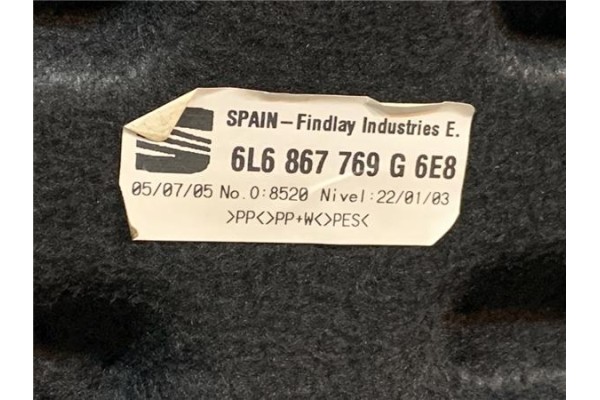 SPAIN-Findlay Industries E.
6L6 867 769 G 6E8
05/07/05 No.O:8520 Nivel:22/01/03
>PP<>PP+W<>PES<